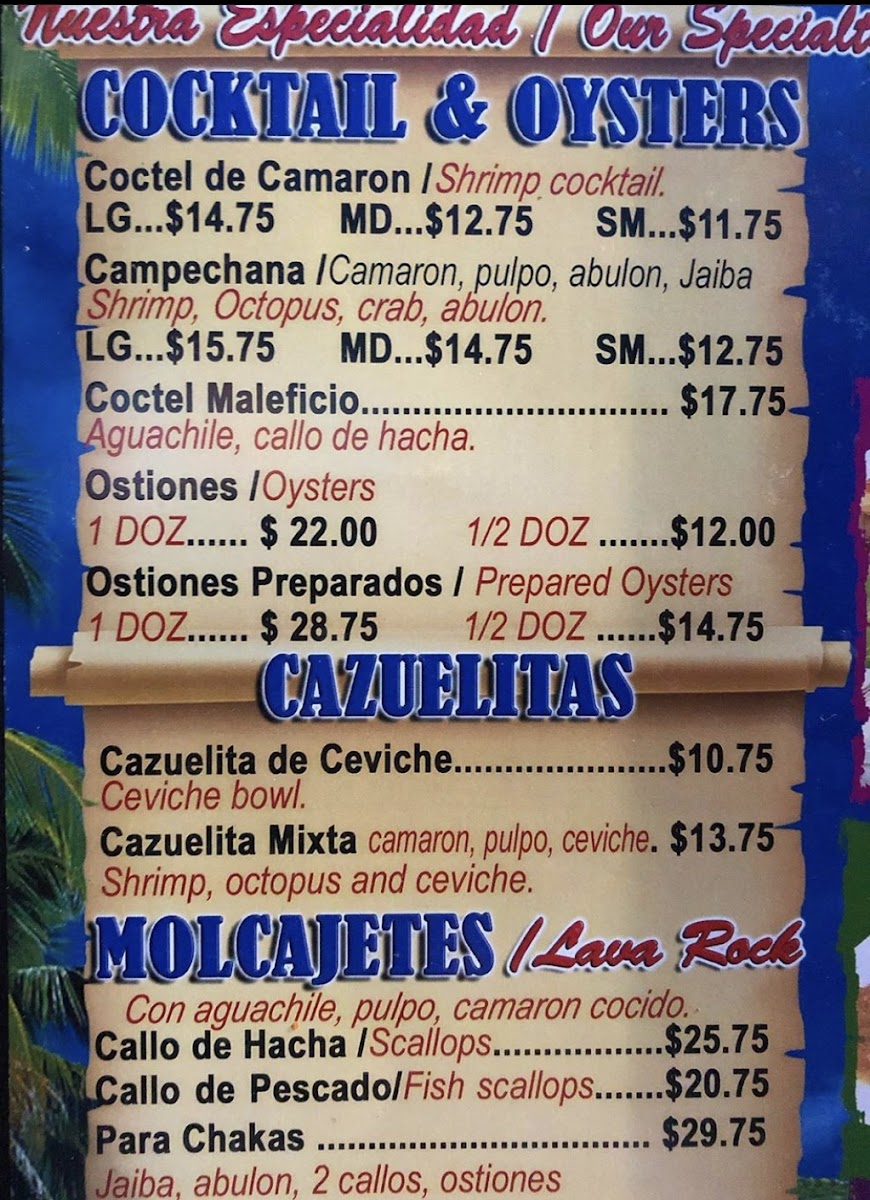 Nuestra Especialidad / Our Specialt
COCKTAIL & OYSTERS
Coctel de Camaron / Shrimp cocktail.
LG...$14.75 MD...$12.75 SM...$11.75
Campechana /Camaron, pulpo, abulon, Jaiba
Shrimp, Octopus, crab, abulon.
LG...$15.75 MD...$14.75 SM...$12.75
Coctel Maleficio.............................. $17.75
Aguachile, callo de hacha.
Ostiones /Oysters
1 DOZ...... $ 22.00 1/2 DOZ .......$12.00
Ostiones Preparados / Prepared Oysters
1 DOZ...... $ 28.75 1/2 DOZ ......$14.75
CAZUELITAS
Cazuelita de Ceviche.......................$10.75
Ceviche bowl.
Cazuelita Mixta camaron, pulpo, ceviche. $13.75
Shrimp, octopus and ceviche.
MOLCAJETES / Lava Rock
Con aguachile, pulpo, camaron cocido.
Callo de Hacha /Scallops.................$25.75
Callo de Pescado/Fish scallops.......$20.75
Para Chakas .................................. $29.75
Jaiba, abulon, 2 callos, ostiones